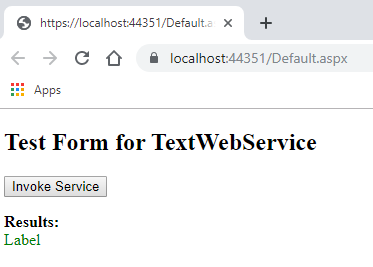 https://localhost:44351/Default.a
localhost:44351/Default.aspx
Apps
Test Form for TextWebService
Invoke Service
Results:
Label